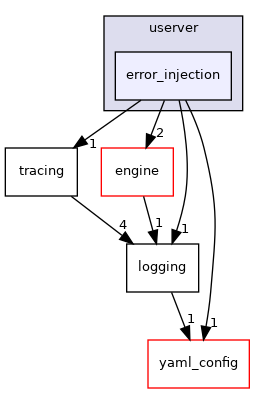 userver
error_injection
1
2
tracing
engine
4
1
1
logging
1
1
yaml_config